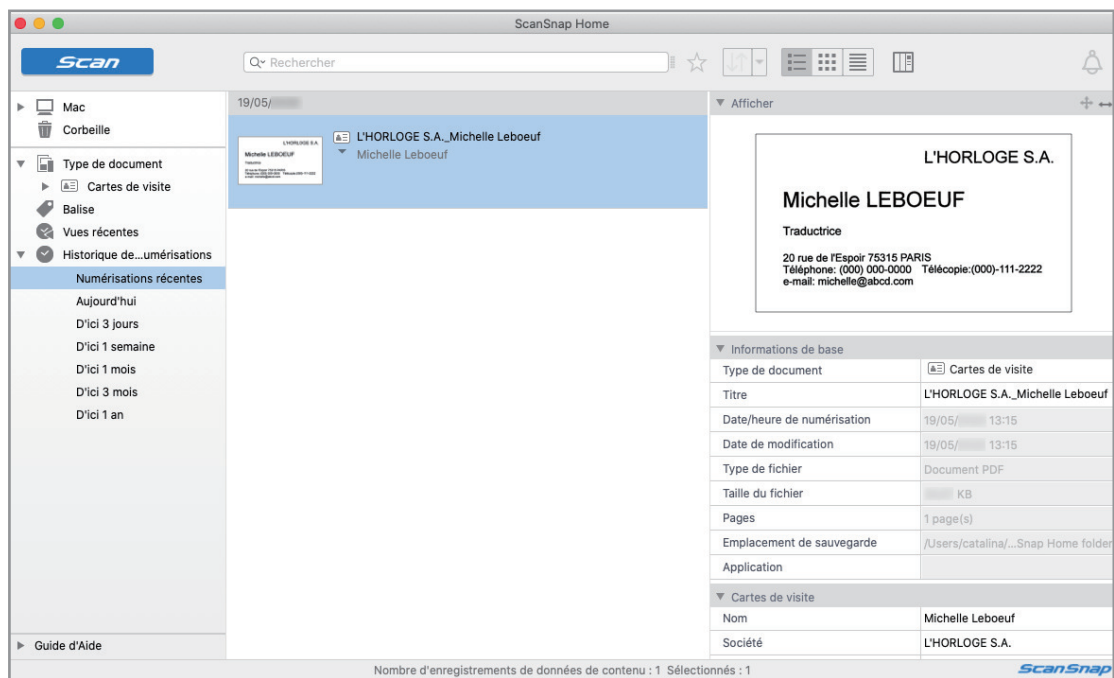 ScanSnap Home
Scan
Rechercher
Mac
Corbeille
Type de document
Cartes de visite
Balise
Vues récentes
Historique de...umérisations
Numérisations récentes
Aujourd'hui
D'ici 3 jours
D'ici 1 semaine
D'ici 1 mois
D'ici 3 mois
D'ici 1 an
Guide d'Aide
19/05/
L'HORLOGE S.A.
Michelle LEBOEUF
L'HORLOGE S.A._Michelle Leboeuf
Michelle Leboeuf
Afficher
L'HORLOGE S.A.
Michelle LEBOEUF
Traductrice
20 rue de l'Espoir 75315 PARIS
Téléphone: (000) 000-0000 Télécopie:(000)-111-2222
e-mail: michelle@abcd.com
Informations de base
Type de document Cartes de visite
Titre L'HORLOGE S.A._Michelle Leboeuf
Date/heure de numérisation 19/05/ 13:15
Date de modification 19/05/ 13:15
Type de fichier Document PDF
Taille du fichier KB
Pages 1 page(s)
Emplacement de sauvegarde /Users/catalina/...Snap Home folder
Application
Cartes de visite
Nom Michelle Leboeuf
Société L'HORLOGE S.A.
Nombre d'enregistrements de données de contenu : 1 Sélectionnés : 1
ScanSnap